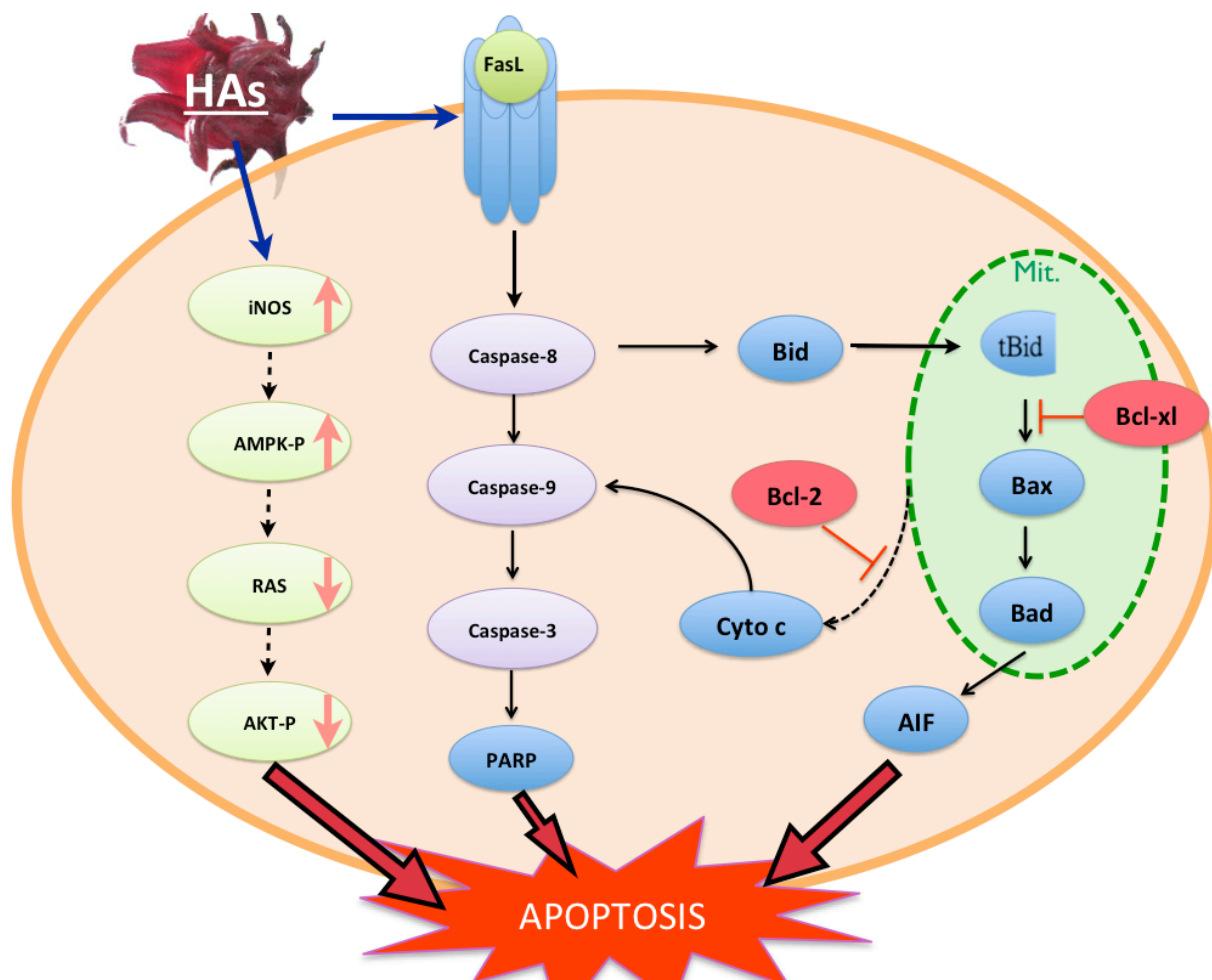 HAs
FasL
iNOS
AMPK-P
RAS
AKT-P
Caspase-8
Caspase-9
Caspase-3
PARP
Bid
Bcl-2
Cyto c
Mit.
tBid
Bcl-xl
Bax
Bad
AIF
APOPTOSIS